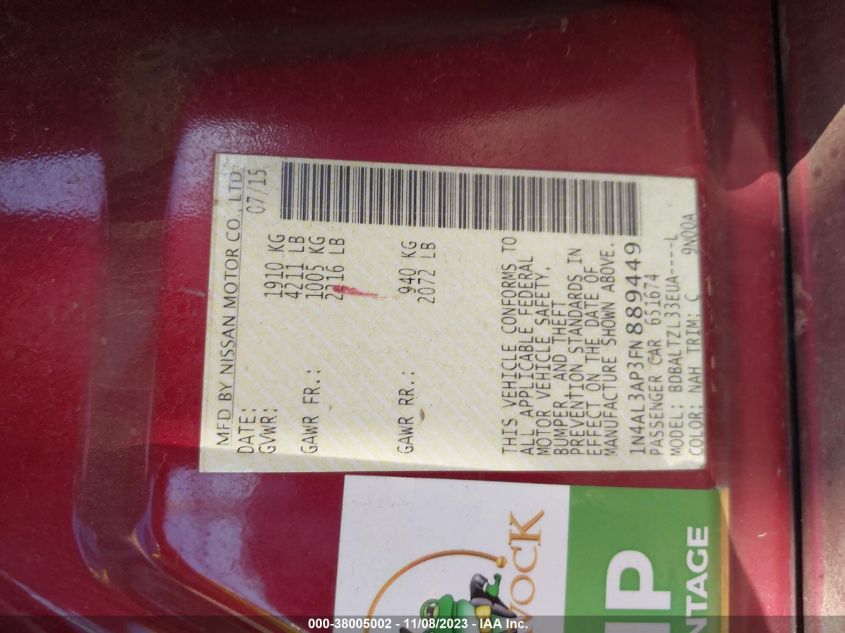 MFD BY NISSAN MOTOR CO., LTD.
DATE: 07/15
GVWR: 1910 KG
4211 LB
GAWR FR.: 1005 KG
2216 LB
GAWR RR.: 940 KG
2072 LB
THIS VEHICLE CONFORMS TO
ALL APPLICABLE FEDERAL
MOTOR VEHICLE SAFETY,
BUMPER, AND THEFT
PREVENTION STANDARDS IN
EFFECT ON THE DATE OF
MANUFACTURE SHOWN ABOVE.
1N4AL3AP3FN889449
PASSENGER CAR 651674
MODEL: BDBALTZL33EUA----L
COLOR: NAH TRIM: C 9N00A
VOCK
IP
NTAGE
000-38005002 - 11/08/2023 - IAA Inc.